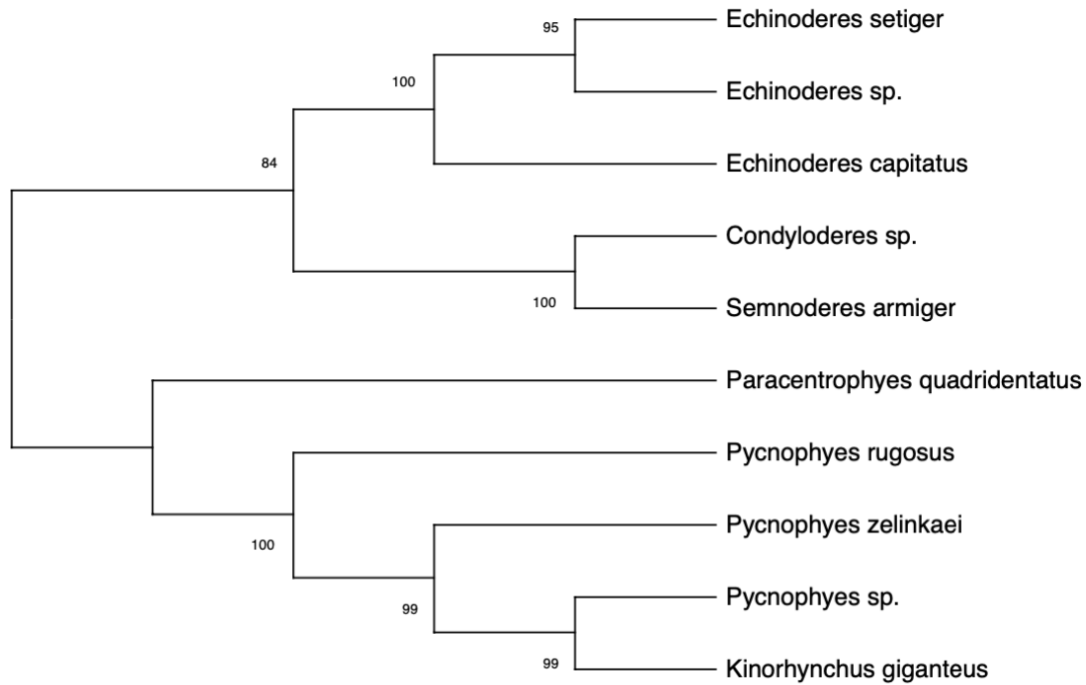 Echinoderes setiger
95
Echinoderes sp.
100
Echinoderes capitatus
84
Condyloderes sp.
Semnoderes armiger
100
Paracentrophyes quadridentatus
Pycnophyes rugosus
100
Pycnophyes zelinkaei
Pycnophyes sp.
99
Kinorhynchus giganteus
99